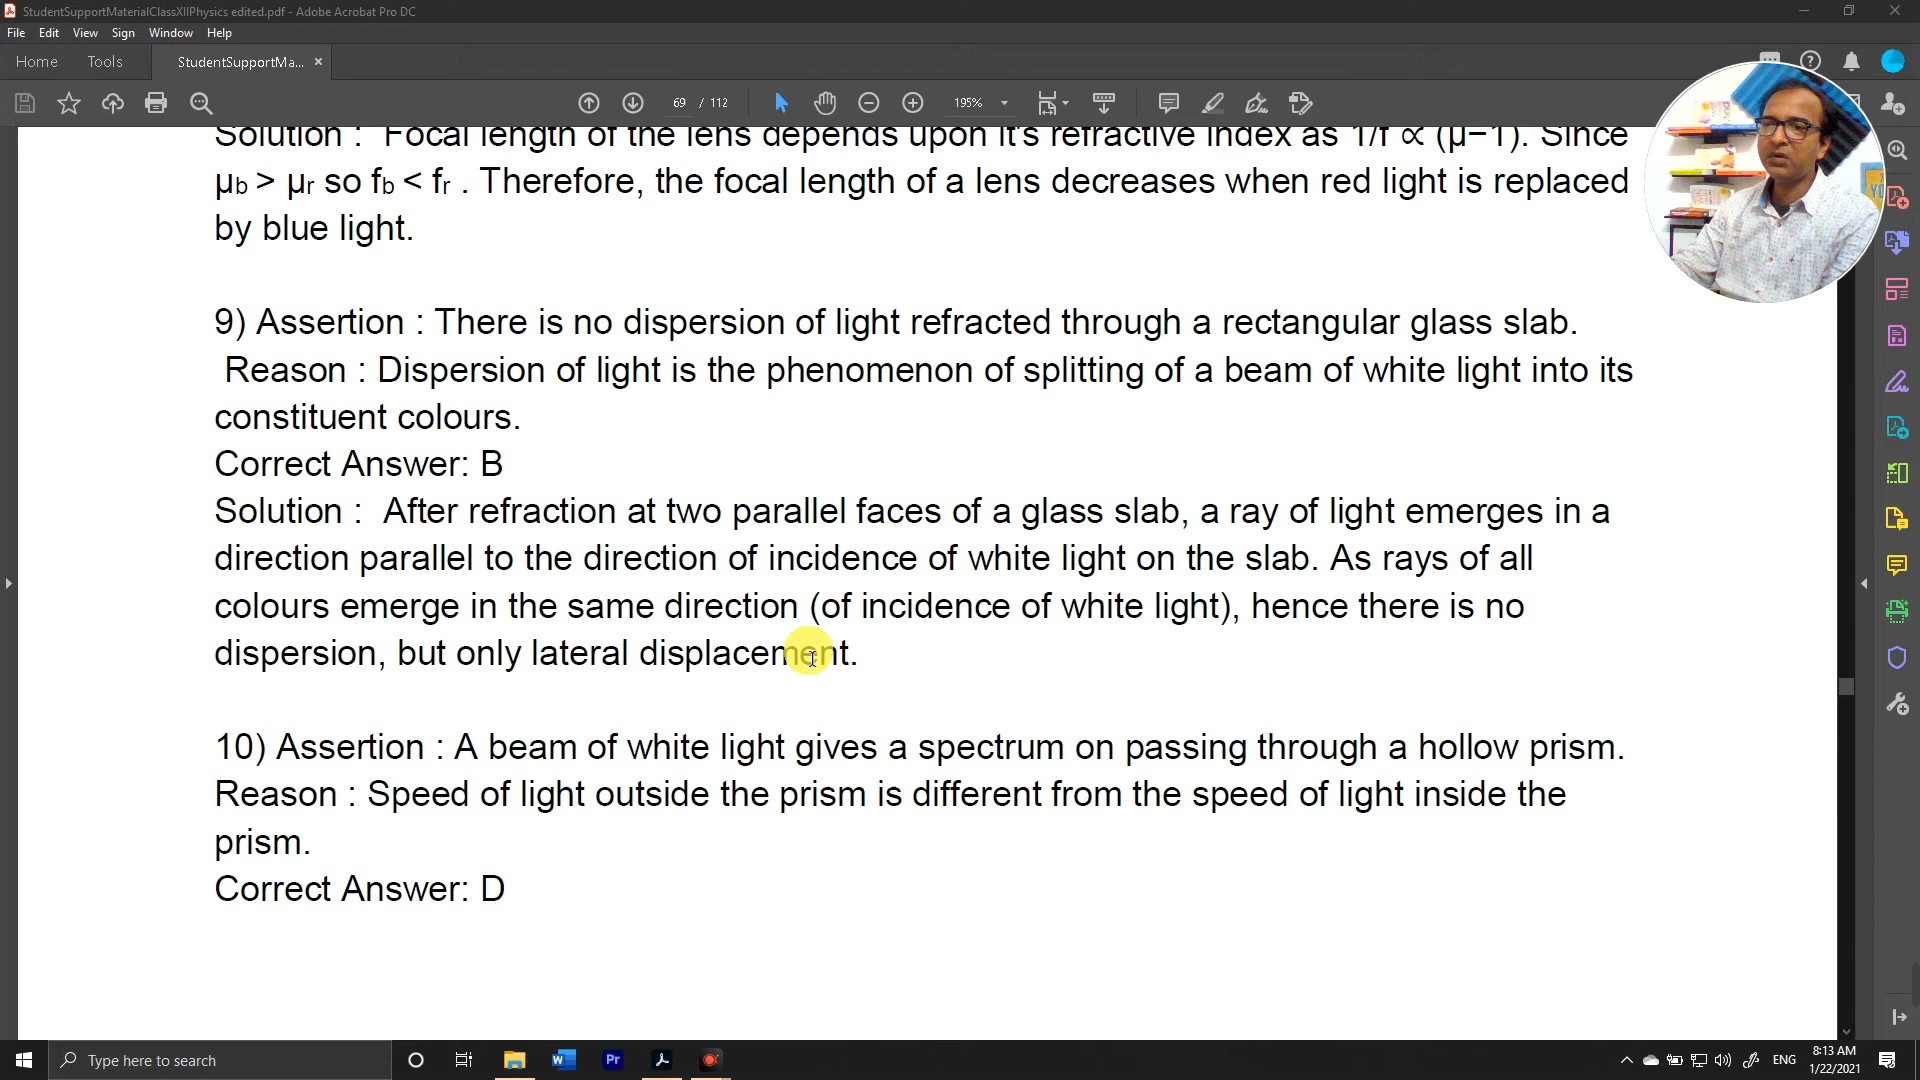 StudentSupportMaterialClassXIIPhysics edited.pdf - Adobe Acrobat Pro DC
File Edit View Sign Window Help
Home Tools StudentSupportMa... ×
69 / 112 195%
Solution : Focal length of the lens depends upon it's refractive index as 1/f ∝ (μ−1). Since
μb > μr so fb < fr . Therefore, the focal length of a lens decreases when red light is replaced
by blue light.
9) Assertion : There is no dispersion of light refracted through a rectangular glass slab.
Reason : Dispersion of light is the phenomenon of splitting of a beam of white light into its
constituent colours.
Correct Answer: B
Solution : After refraction at two parallel faces of a glass slab, a ray of light emerges in a
direction parallel to the direction of incidence of white light on the slab. As rays of all
colours emerge in the same direction (of incidence of white light), hence there is no
dispersion, but only lateral displacement.
10) Assertion : A beam of white light gives a spectrum on passing through a hollow prism.
Reason : Speed of light outside the prism is different from the speed of light inside the
prism.
Correct Answer: D
Type here to search
Pr
ENG
8:13 AM
1/22/2021